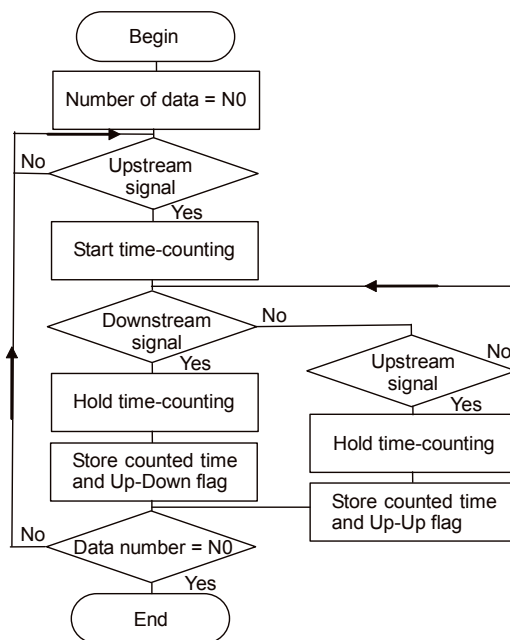 Begin
Number of data = N0
No
Upstream
signal
Yes
Start time-counting
Downstream
signal
No
Yes
Upstream
signal
No
Yes
Hold time-counting
Hold time-counting
Store counted time
and Up-Down flag
Store counted time
and Up-Up flag
No
Data number = N0
Yes
End